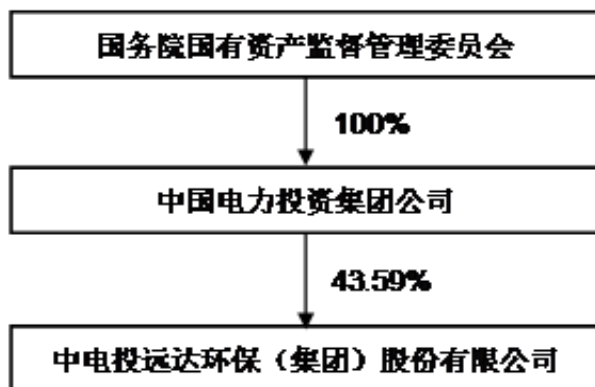 国务院国有资产监督管理委员会
100%
中国电力投资集团公司
43.59%
中电投远达环保（集团）股份有限公司